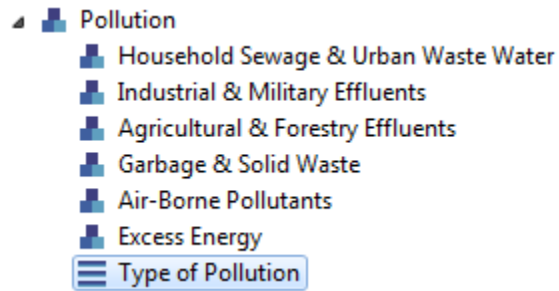 Pollution
Household Sewage & Urban Waste Water
Industrial & Military Effluents
Agricultural & Forestry Effluents
Garbage & Solid Waste
Air-Borne Pollutants
Excess Energy
Type of Pollution